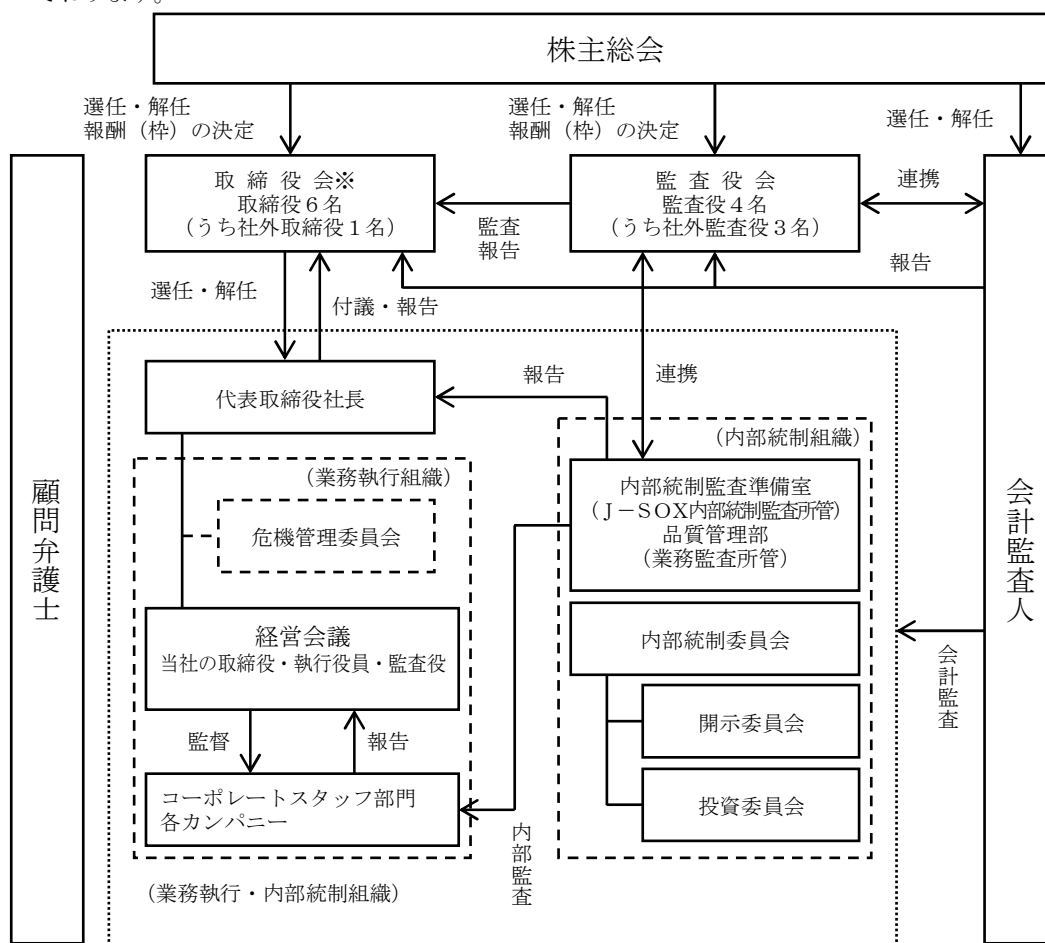 ております。
株主総会
選任・解任
報酬（枠）の決定
選任・解任
報酬（枠）の決定
選任・解任
取 締 役 会※
取締役６名
（うち社外取締役１名）
監 査 役 会
監査役４名
（うち社外監査役３名）
連携
監査
報告
報告
選任・解任
付議・報告
代表取締役社長
報告
連携
（内部統制組織）
（業務執行組織）
内部統制監査準備室
（Ｊ－ＳＯＸ内部統制監査所管）
品質管理部
（業務監査所管）
危機管理委員会
顧問弁護士
会計監査人
経営会議
当社の取締役・執行役員・監査役
内部統制委員会
会計監査
監督
報告
開示委員会
コーポレートスタッフ部門
各カンパニー
投資委員会
内部監査
（業務執行・内部統制組織）